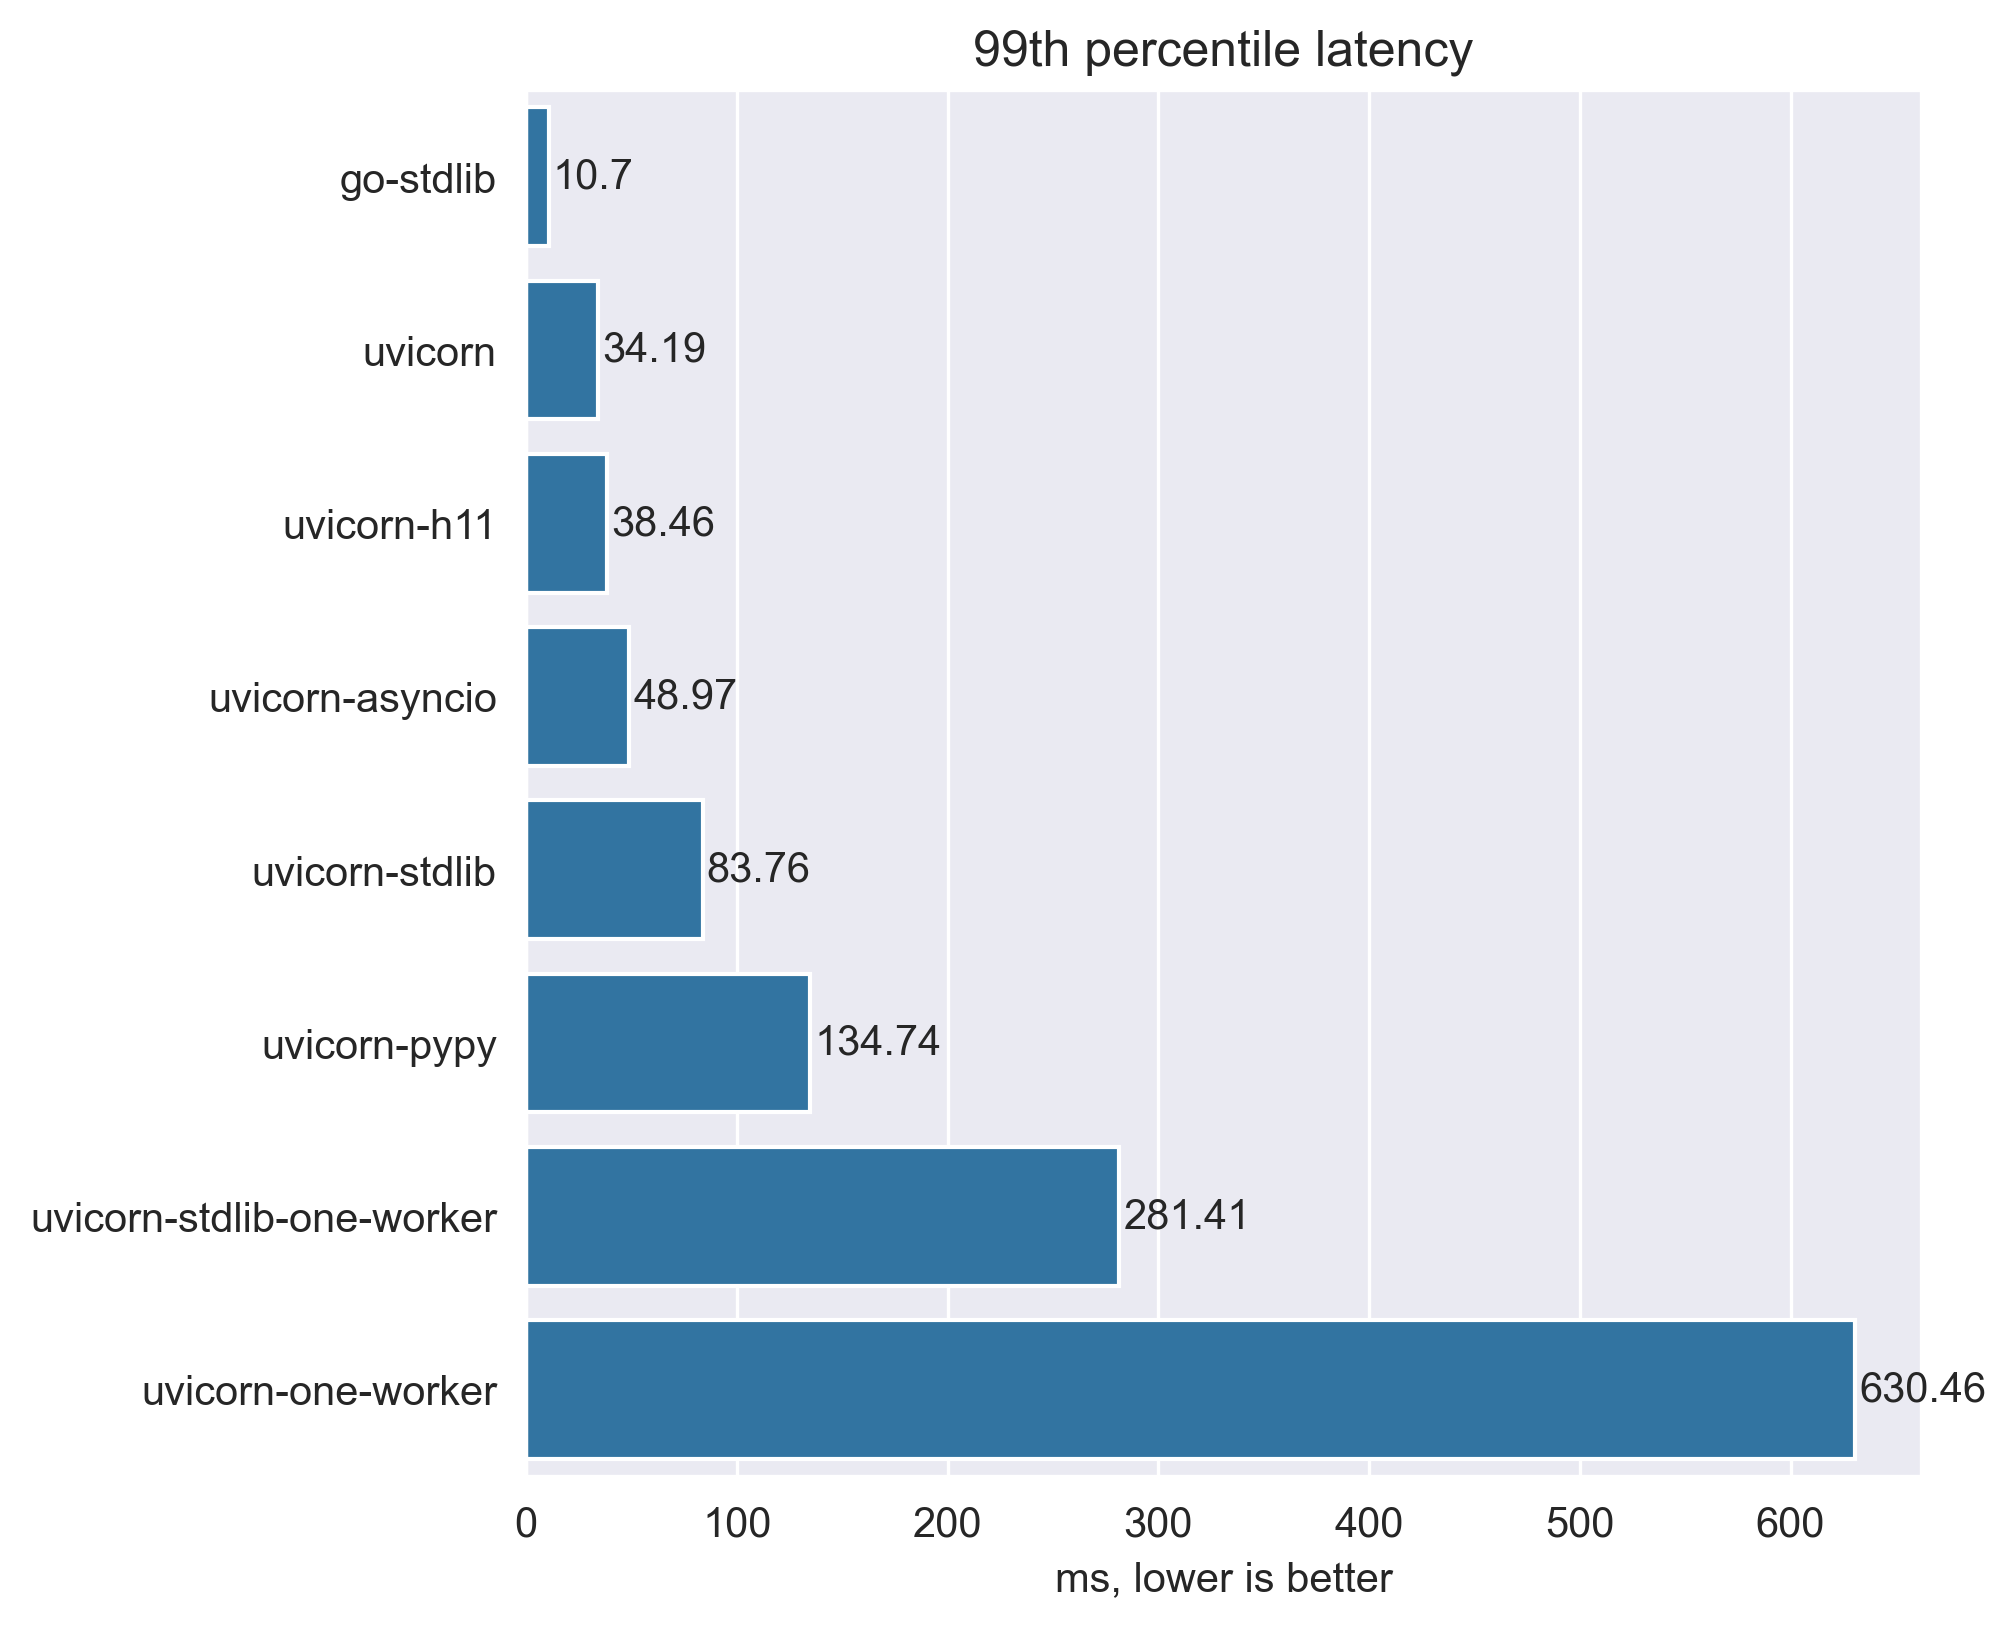 99th percentile latency
go-stdlib 10.7
uvicorn 34.19
uvicorn-h11 38.46
uvicorn-asyncio 48.97
uvicorn-stdlib 83.76
uvicorn-pypy 134.74
uvicorn-stdlib-one-worker 281.41
uvicorn-one-worker 630.46
0 100 200 300 400 500 600
ms, lower is better